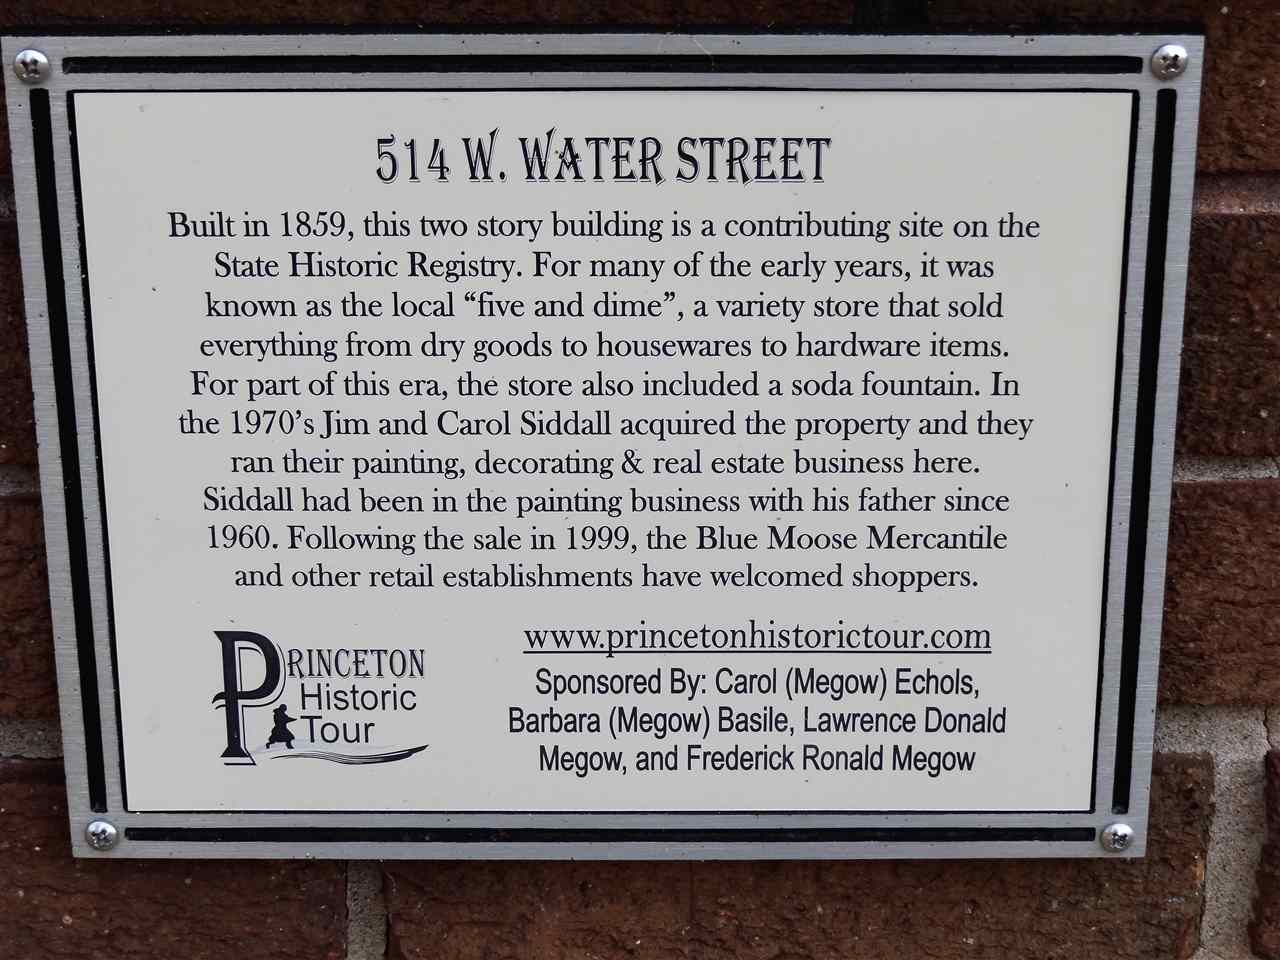 514 W. WATER STREET
Built in 1859, this two story building is a contributing site on the
State Historic Registry. For many of the early years, it was
known as the local “five and dime”, a variety store that sold
everything from dry goods to housewares to hardware items.
For part of this era, the store also included a soda fountain. In
the 1970’s Jim and Carol Siddall acquired the property and they
ran their painting, decorating & real estate business here.
Siddall had been in the painting business with his father since
1960. Following the sale in 1999, the Blue Moose Mercantile
and other retail establishments have welcomed shoppers.
PRINCETON
Historic
Tour
www.princetonhistorictour.com
Sponsored By: Carol (Megow) Echols,
Barbara (Megow) Basile, Lawrence Donald
Megow, and Frederick Ronald Megow